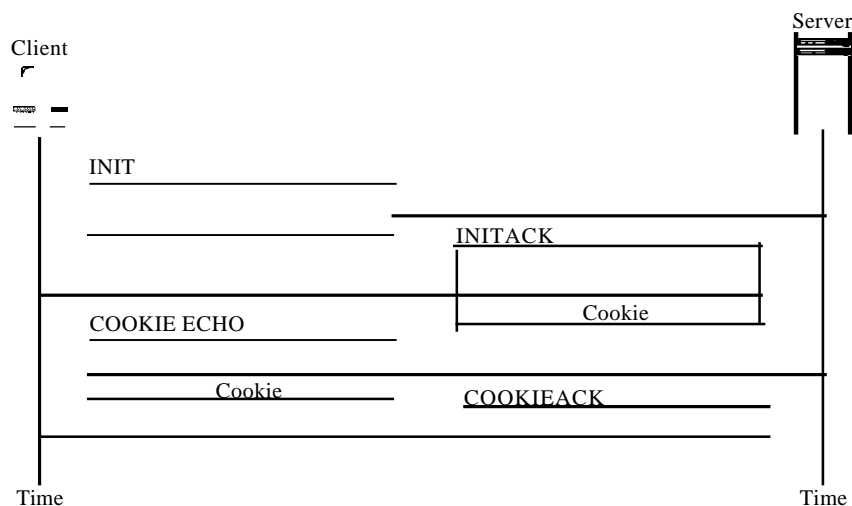 Server
Client
INIT
INITACK
Cookie
COOKIE ECHO
Cookie
COOKIEACK
Time
Time